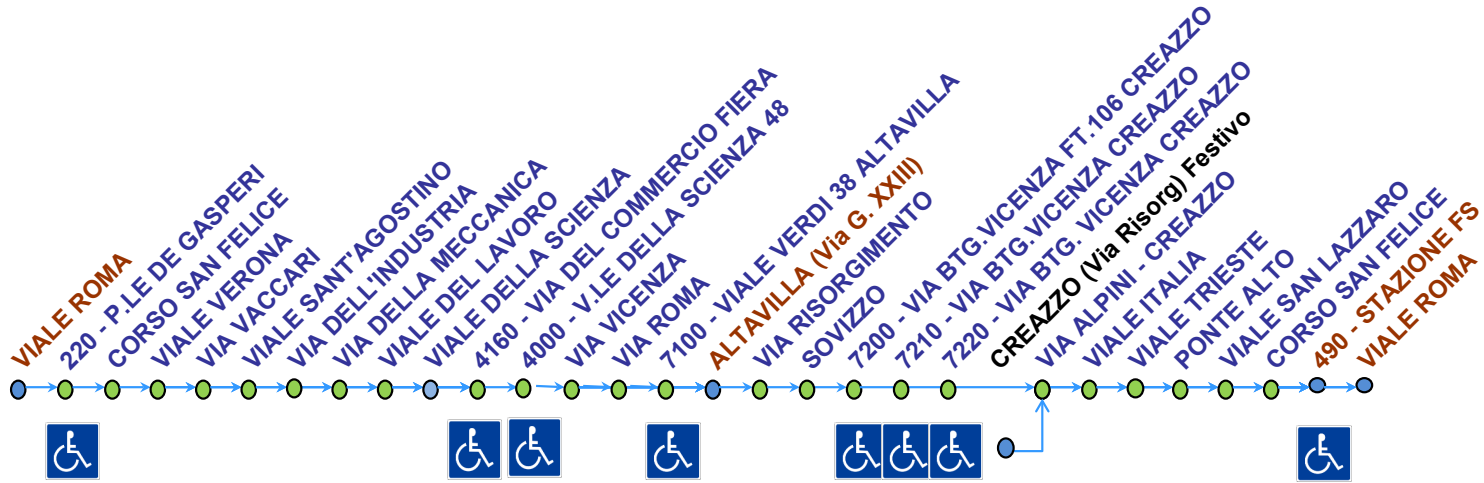 VIALE ROMA
220 - P.LE DE GASPERI
CORSO SAN FELICE
VIALE VERONA
VIA VACCARI
VIALE SANT'AGOSTINO
VIA DELL'INDUSTRIA
VIA DELLA MECCANICA
VIALE DEL LAVORO
VIALE DELLA SCIENZA
4160 - VIA DEL COMMERCIO FIERA
4000 - V.LE DELLA SCIENZA 48
VIA VICENZA
VIA ROMA
7100 - VIALE VERDI 38 ALTAVILLA
ALTAVILLA (Via G. XXIII)
VIA RISORGIMENTO
SOVIZZO
7200 - VIA BTG.VICENZA FT.106 CREAZZO
7210 - VIA BTG.VICENZA CREAZZO
7220 - VIA BTG. VICENZA CREAZZO
CREAZZO (Via Risorg) Festivo
VIA ALPINI - CREAZZO
VIALE ITALIA
VIALE TRIESTE
PONTE ALTO
VIALE SAN LAZZARO
CORSO SAN FELICE
490 - STAZIONE FS
VIALE ROMA